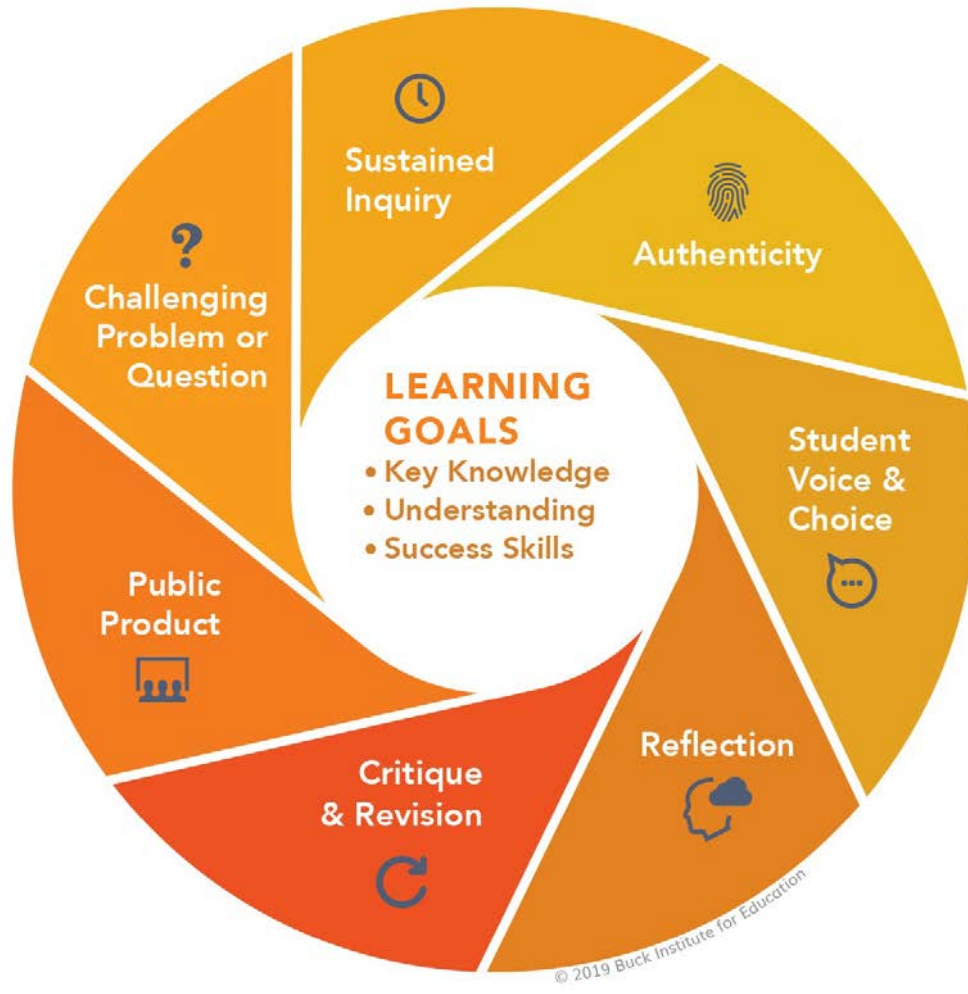 Sustained
Inquiry
Authenticity
?
Challenging
Problem or
Question
LEARNING
GOALS
• Key Knowledge
• Understanding
• Success Skills
Student
Voice &
Choice
Public
Product
Reflection
Critique
& Revision
© 2019 Buck Institute for Education